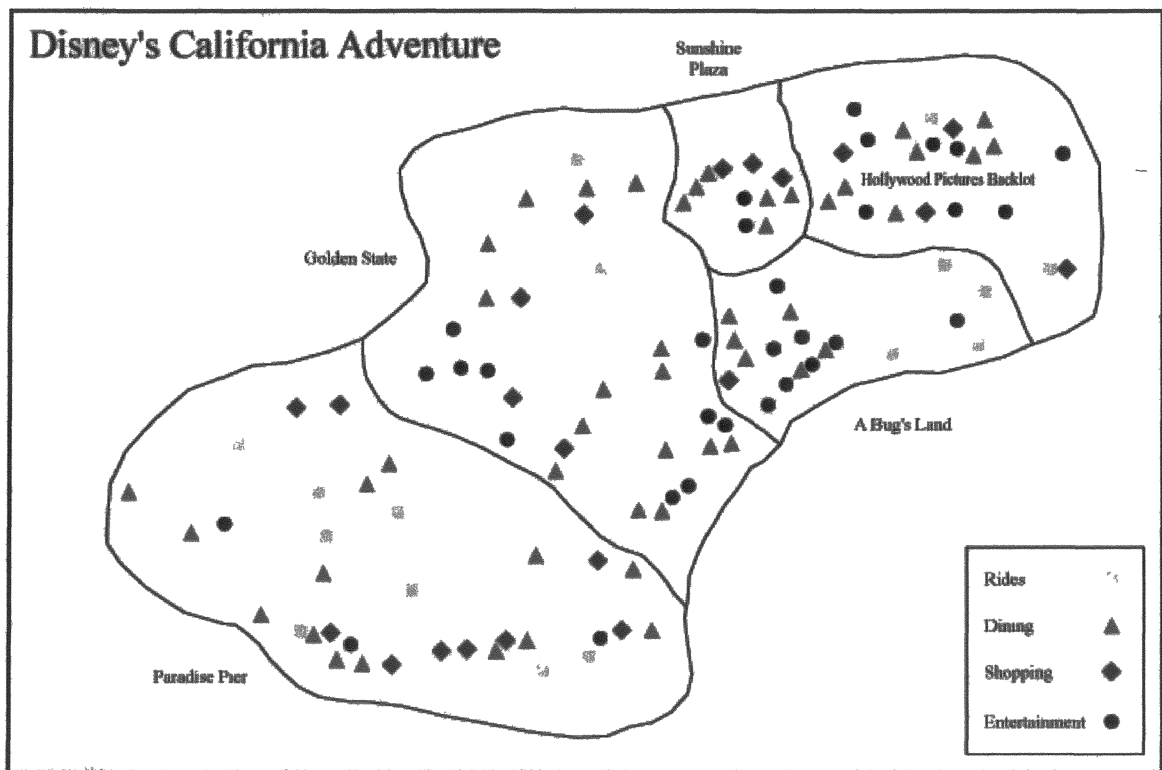 Disney's California Adventure
Sunshine
Plaza
Hollywood Pictures Backlot
Golden State
A Bug's Land
Paradise Pier
Rides
Dining
Shopping
Entertainment